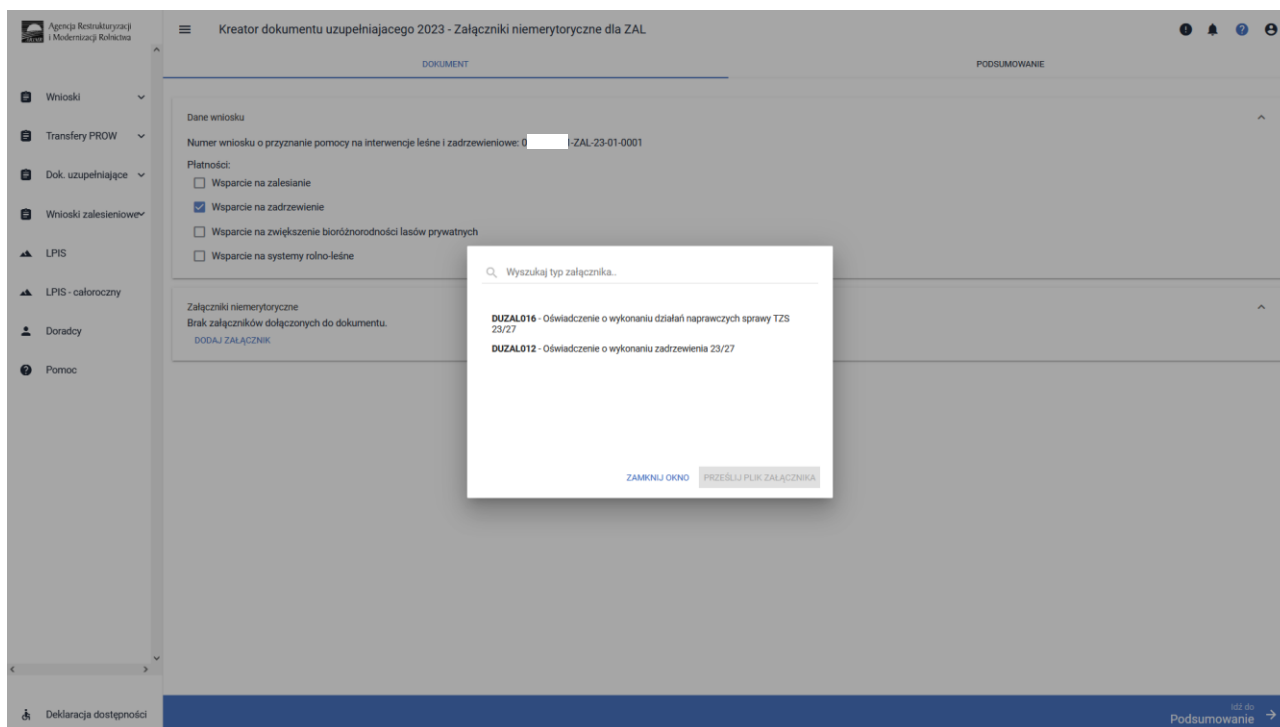 Agencja Restrukturyzacji
i Modernizacji Rolnictwa
Kreator dokumentu uzupełniajacego 2023 - Załączniki niemerytoryczne dla ZAL
DOKUMENT
PODSUMOWANIE
Wnioski
Transfery PROW
Dok. uzupełniające
Wnioski zalesieniowe
LPIS
LPIS - całoroczny
Doradcy
Pomoc
Deklaracja dostępności
Dane wniosku
Numer wniosku o przyznanie pomocy na interwencje leśne i zadrzewieniowe: 0 1-ZAL-23-01-0001
Płatności:
Wsparcie na zalesianie
Wsparcie na zadrzewienie
Wsparcie na zwiększenie bioróżnorodności lasów prywatnych
Wsparcie na systemy rolno-leśne
Załączniki niemerytoryczne
Brak załączników dołączonych do dokumentu.
DODAJ ZAŁĄCZNIK
Wyszukaj typ załącznika..
DUZAL016 - Oświadczenie o wykonaniu działań naprawczych sprawy TZS
23/27
DUZAL012 - Oświadczenie o wykonaniu zadrzewienia 23/27
ZAMKNIJ OKNO
PRZEŚLIJ PLIK ZAŁĄCZNIKA
Idź do
Podsumowanie